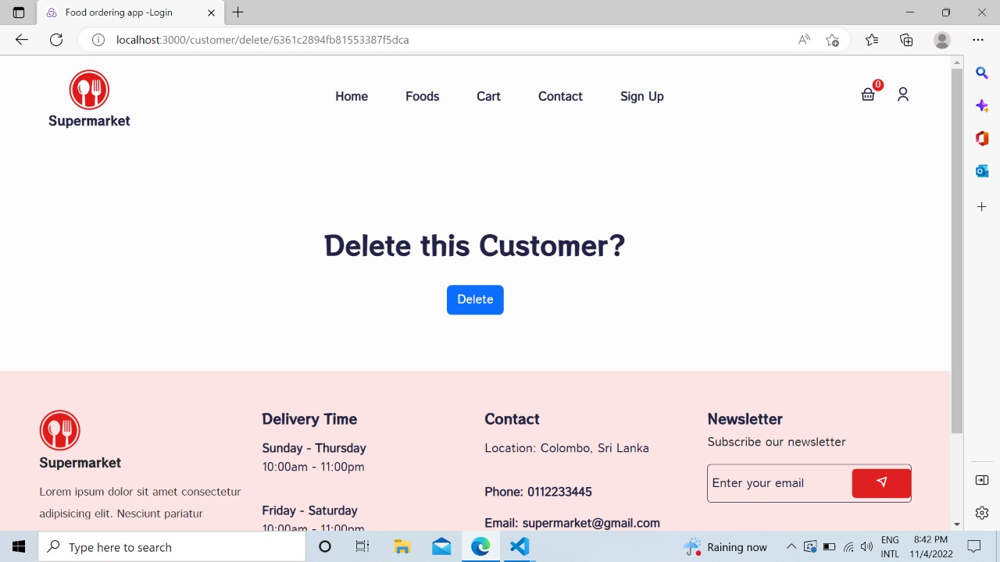 Food ordering app -Login
localhost:3000/customer/delete/6361c2894fb81553387f5dca
Supermarket
Home
Foods
Cart
Contact
Sign Up
0
Delete this Customer?
Delete
Supermarket
Lorem ipsum dolor sit amet consectetur
adipisicing elit. Nesciunt pariatur
Delivery Time
Sunday - Thursday
10:00am - 11:00pm
Friday - Saturday
10:00am - 11:00pm
Contact
Location: Colombo, Sri Lanka
Phone: 0112233445
Email: supermarket@gmail.com
Newsletter
Subscribe our newsletter
Enter your email
Type here to search
Raining now
ENG
INTL
8:42 PM
11/4/2022